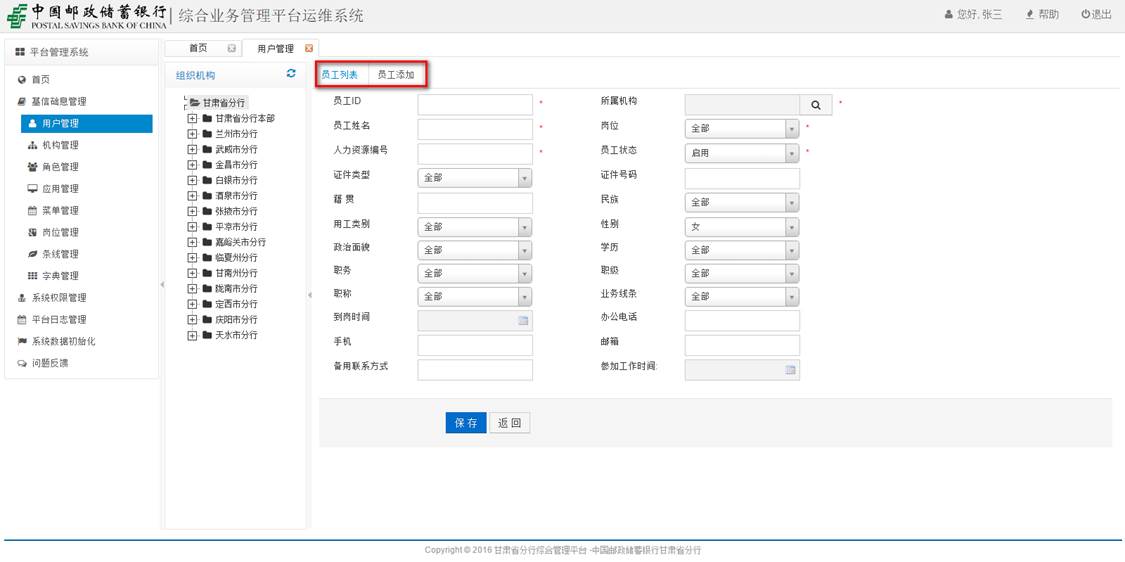 中国邮政储蓄银行 综合业务管理平台运维系统
POSTAL SAVINGS BANK OF CHINA
您好, 张三 帮助 退出
平台管理系统
首页
基信础息管理
用户管理
机构管理
角色管理
应用管理
菜单管理
岗位管理
条线管理
字典管理
系统权限管理
平台日志管理
系统数据初始化
问题反馈
首页 用户管理
组织机构
甘肃省分行
甘肃省分行本部
兰州市分行
武威市分行
金昌市分行
白银市分行
酒泉市分行
张掖市分行
平凉市分行
嘉峪关市分行
临夏州分行
甘南州分行
陇南市分行
定西市分行
庆阳市分行
天水市分行
员工列表 员工添加
员工ID * 所属机构 *
员工姓名 * 岗位 全部 *
人力资源编号 * 员工状态 启用 *
证件类型 全部 证件号码
籍 贯 民族 全部
用工类别 全部 性别 女
政治面貌 全部 学历 全部
职务 全部 职级 全部
职称 全部 业务线条 全部
到岗时间 办公电话
手机 邮箱
备用联系方式 参加工作时间:
保 存 返 回
Copyright © 2016 甘肃省分行综合管理平台 -中国邮政储蓄银行甘肃省分行